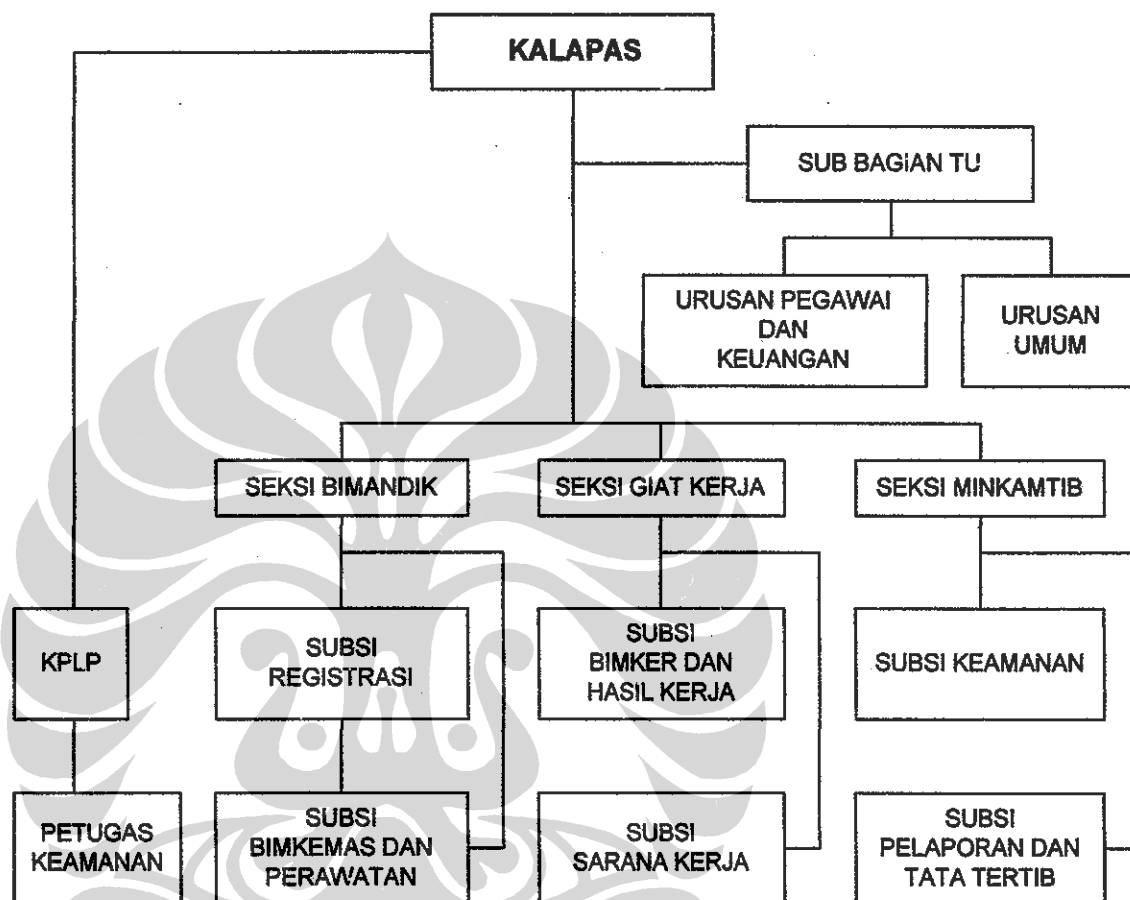 KALAPAS
SUB BAGIAN TU
URUSAN PEGAWAI
DAN
KEUANGAN
URUSAN
UMUM
SEKSI BIMANDIK
SEKSI GIAT KERJA
SEKSI MINKAMTIB
KPLP
SUBSI
REGISTRASI
SUBSI
BIMKER DAN
HASIL KERJA
SUBSI KEAMANAN
PETUGAS
KEAMANAN
SUBSI
BIMKEMAS DAN
PERAWATAN
SUBSI
SARANA KERJA
SUBSI
PELAPORAN DAN
TATA TERTIB